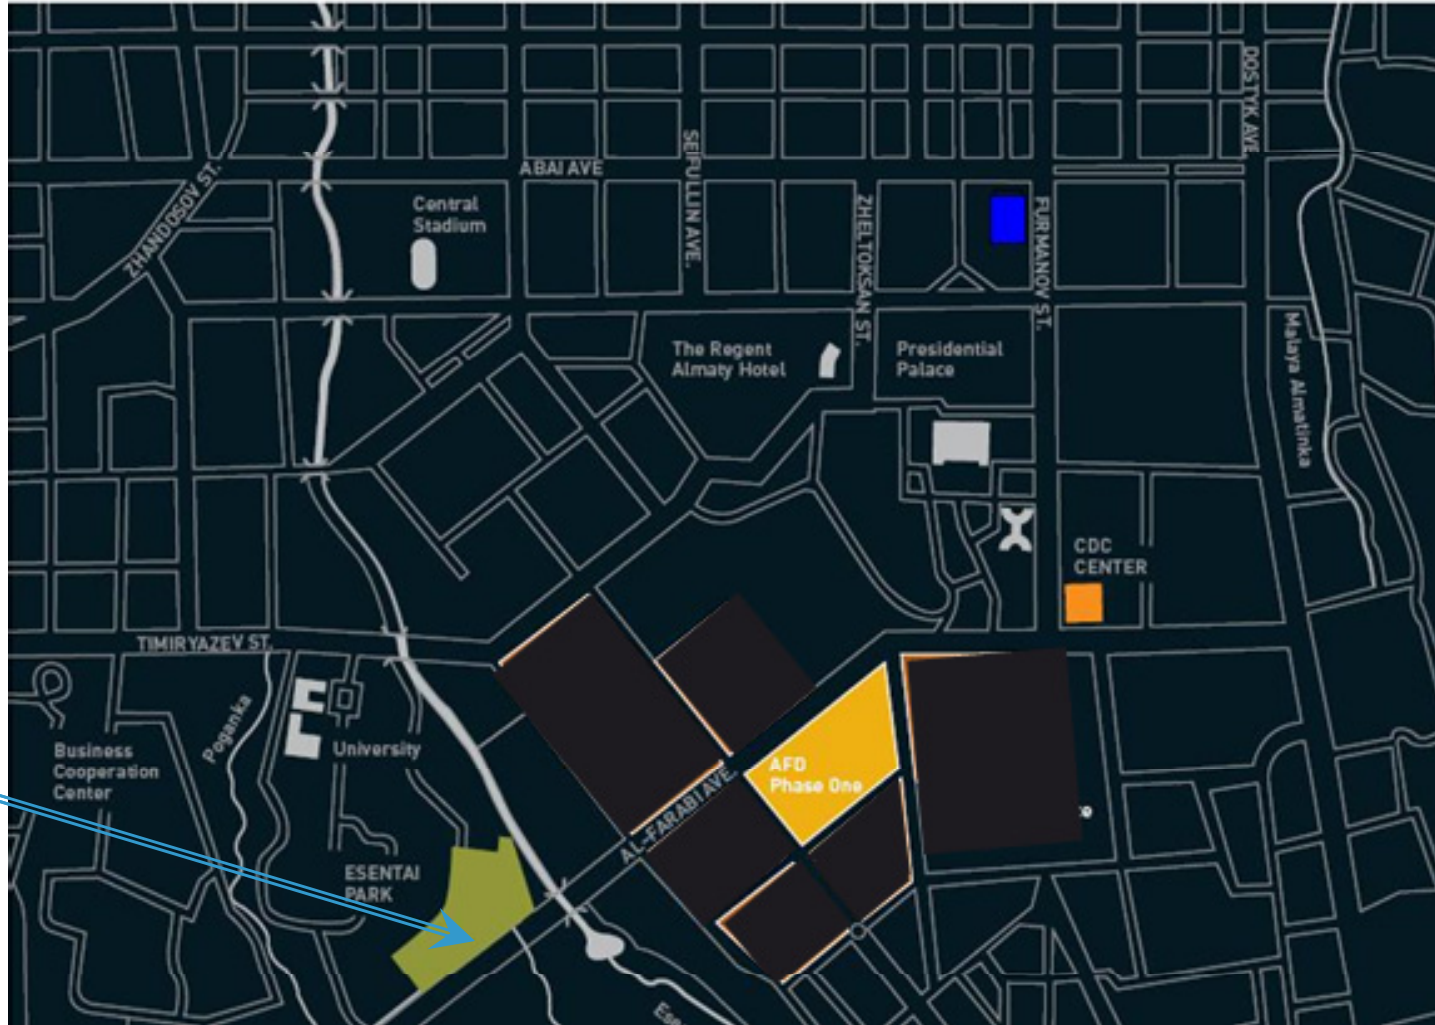 DOSTYK AVE.
SEIFULLIN AVE.
ABAI AVE
ZHANDOSOV ST.
Central
Stadium
ZHELTOKSAN ST.
FURMANOV ST.
Malaya Almatinka
The Regent
Almaty Hotel
Presidential
Palace
CDC
CENTER
TIMIRYAZEV ST.
Poganka
University
Business
Cooperation
Center
AFD
Phase One
AL-FARABI AVE.
ESENTAI
PARK